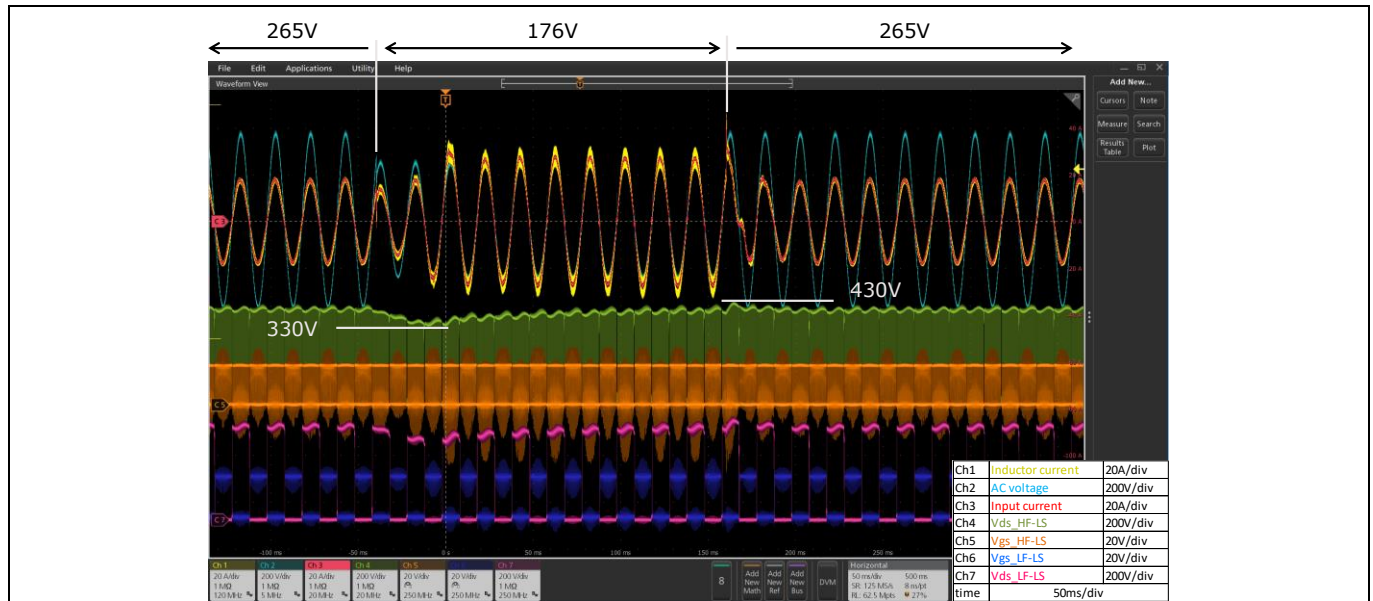 265V 176V 265V
File Edit Applications Utility Help
Waveform View
Add New...
Cursors Note
Measure Search
Results Table Plot
T
T
40 A
C 3
20 A
430V
330V
C5
-100 A
C7
-100 ms -50 ms 0 s 50 ms 100 ms 150 ms 200 ms 250 ms
Ch1 Inductor current 20A/div
Ch2 AC voltage 200V/div
Ch3 Input current 20A/div
Ch4 Vds_HF-LS 200V/div
Ch5 Vgs_HF-LS 20V/div
Ch6 Vgs_LF-LS 20V/div
Ch7 Vds_LF-LS 200V/div
time 50ms/div
Ch 1 Ch 2 Ch 3 Ch 4 Ch 5 Ch 7
20 A/div 200 V/div 20 A/div 200 V/div 20 V/div 20 V/div 200 V/div
1 MΩ 1 MΩ 1 MΩ 1 MΩ 1 MΩ
120 MHz 5 MHz 20 MHz 20 MHz 250 MHz 250 MHz 250 MHz
8
Add New Math
Add New Ref
Add New Bus
DVM
Horizontal
50 ms/div 500 ms
SR: 125 MS/s 8 ns/pt
RL: 62.5 Mpts 27%